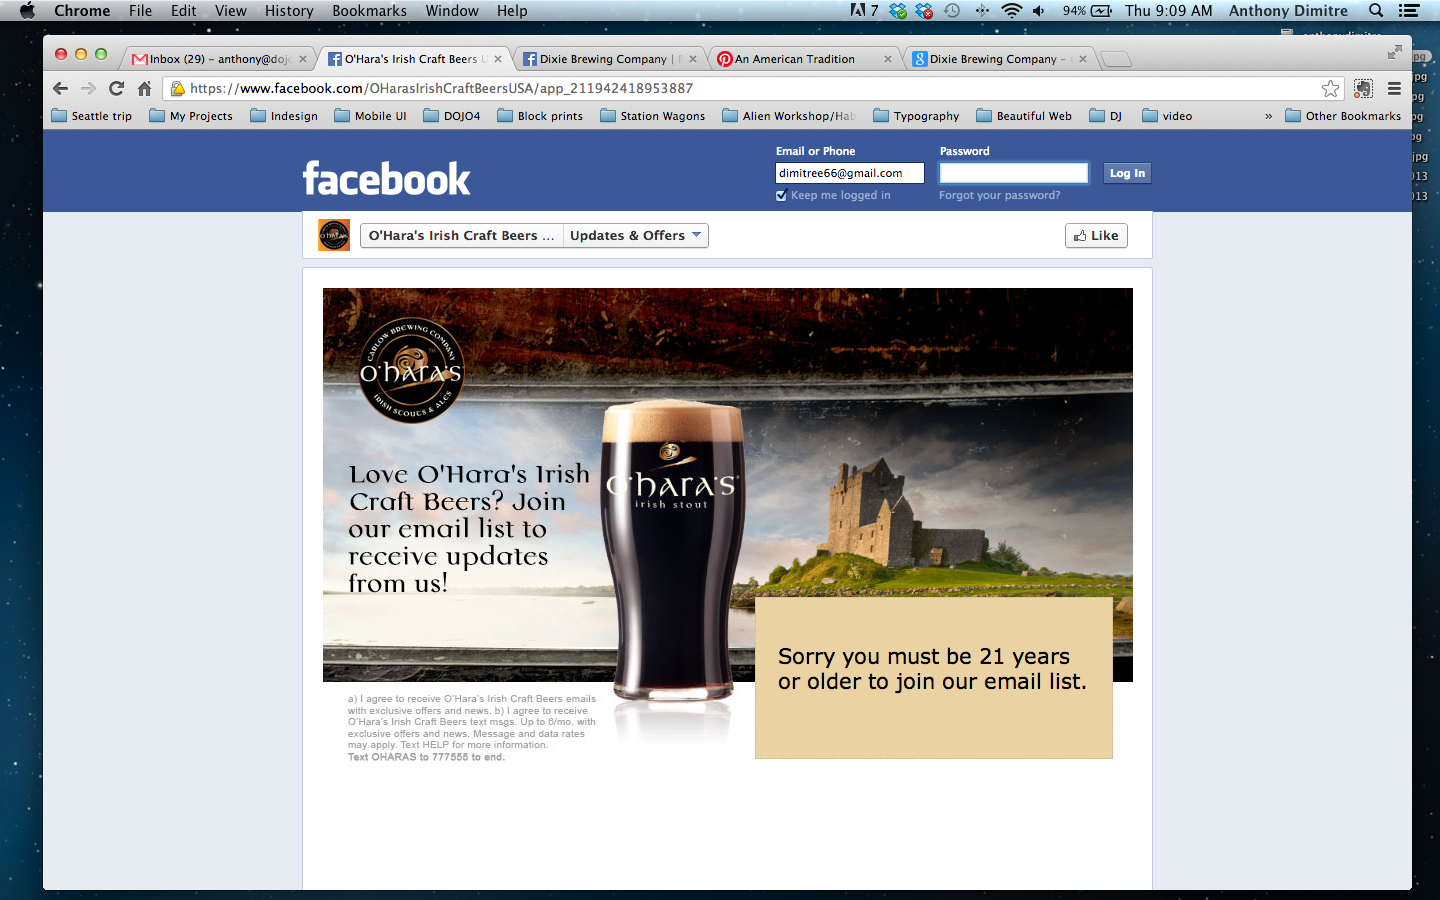 Chrome File Edit View History Bookmarks Window Help 7 94% Thu 9:09 AM Anthony Dimitre
Inbox (29) – anthony@dojo O'Hara's Irish Craft Beers U Dixie Brewing Company | F An American Tradition Dixie Brewing Company –
https://www.facebook.com/OHarasIrishCraftBeersUSA/app_211942418953887
Seattle trip My Projects Indesign Mobile UI DOJO4 Block prints Station Wagons Alien Workshop/Hab Typography Beautiful Web DJ video » Other Bookmarks
facebook
Email or Phone Password
dimitree66@gmail.com Log In
Keep me logged in Forgot your password?
O'Hara's Irish Craft Beers ... Updates & Offers Like
CARLOW BREWING COMPANY
O'HARA'S
IRISH STOUTS & ALES
Love O'Hara's Irish
Craft Beers? Join
our email list to
receive updates
from us!
O'HARA'S
irish stout
Sorry you must be 21 years
or older to join our email list.
a) I agree to receive O'Hara's Irish Craft Beers emails
with exclusive offers and news. b) I agree to receive
O'Hara's Irish Craft Beers text msgs. Up to 6/mo. with
exclusive offers and news. Message and data rates
may apply. Text HELP for more information.
Text OHARAS to 777555 to end.